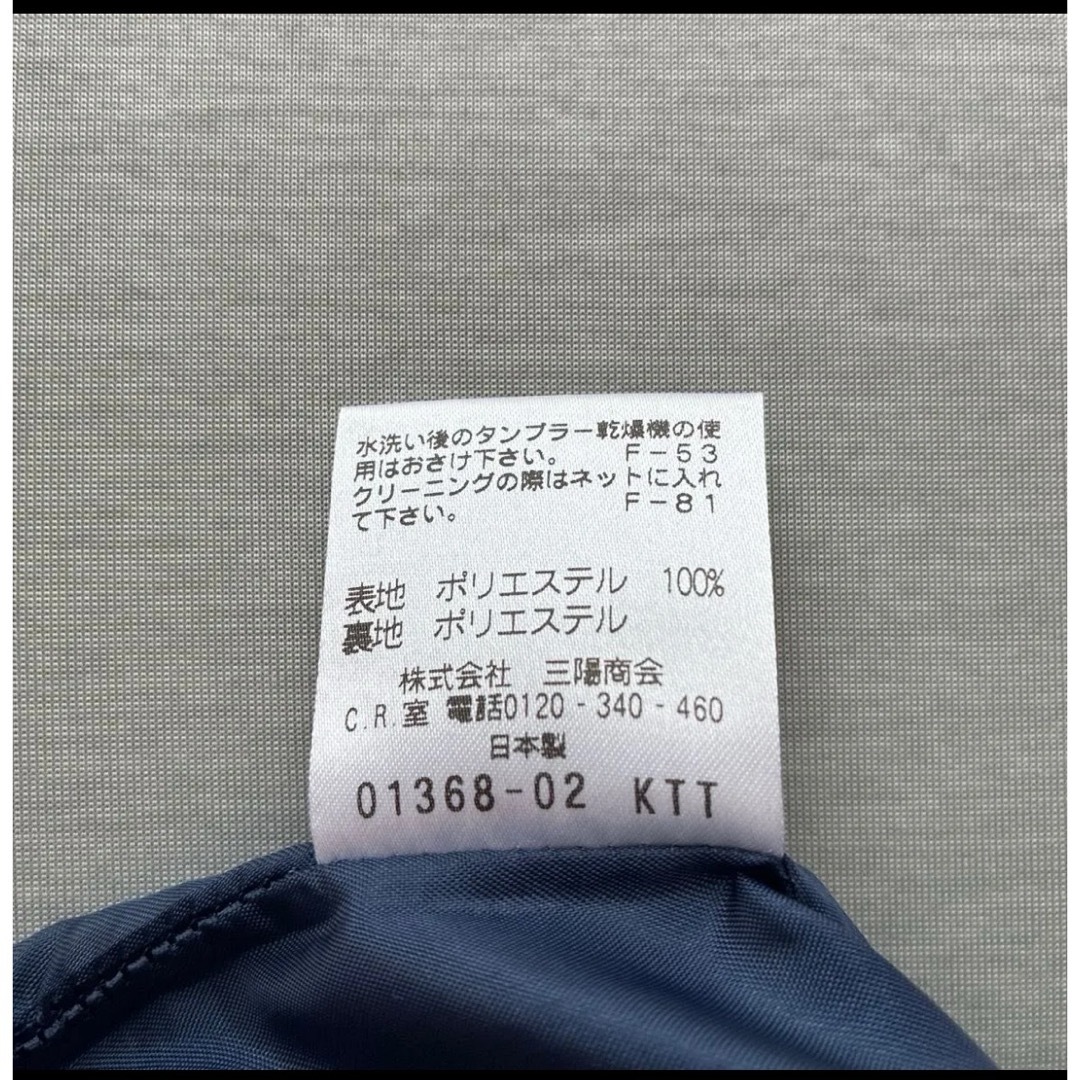 水洗い後のタンブラー乾燥機の使
用はおさけ下さい。 F-53
クリーニングの際はネットに入れ
て下さい。 F-81
表地 ポリエステル 100%
裏地 ポリエステル
株式会社 三陽商会
C.R.室 電話0120-340-460
日本製
01368-02 KTT